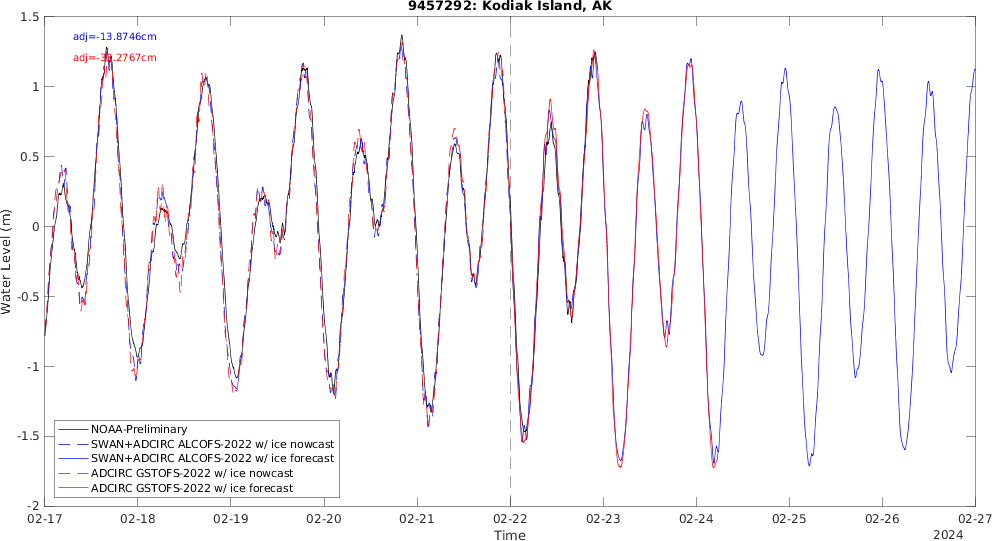 9457292: Kodiak Island, AK
adj=-13.8746cm
1.5
1
0.5
0
-0.5
-1
-1.5
-2
Water Level (m)
NOAA-Preliminary
SWAN+ADCIRC ALCOFS-2022 w/ ice nowcast
SWAN+ADCIRC ALCOFS-2022 w/ ice forecast
ADCIRC GSTOFS-2022 w/ ice nowcast
ADCIRC GSTOFS-2022 w/ ice forecast
02-17 02-18 02-19 02-20 02-21 02-22 02-23 02-24 02-25 02-26 02-27
Time
2024